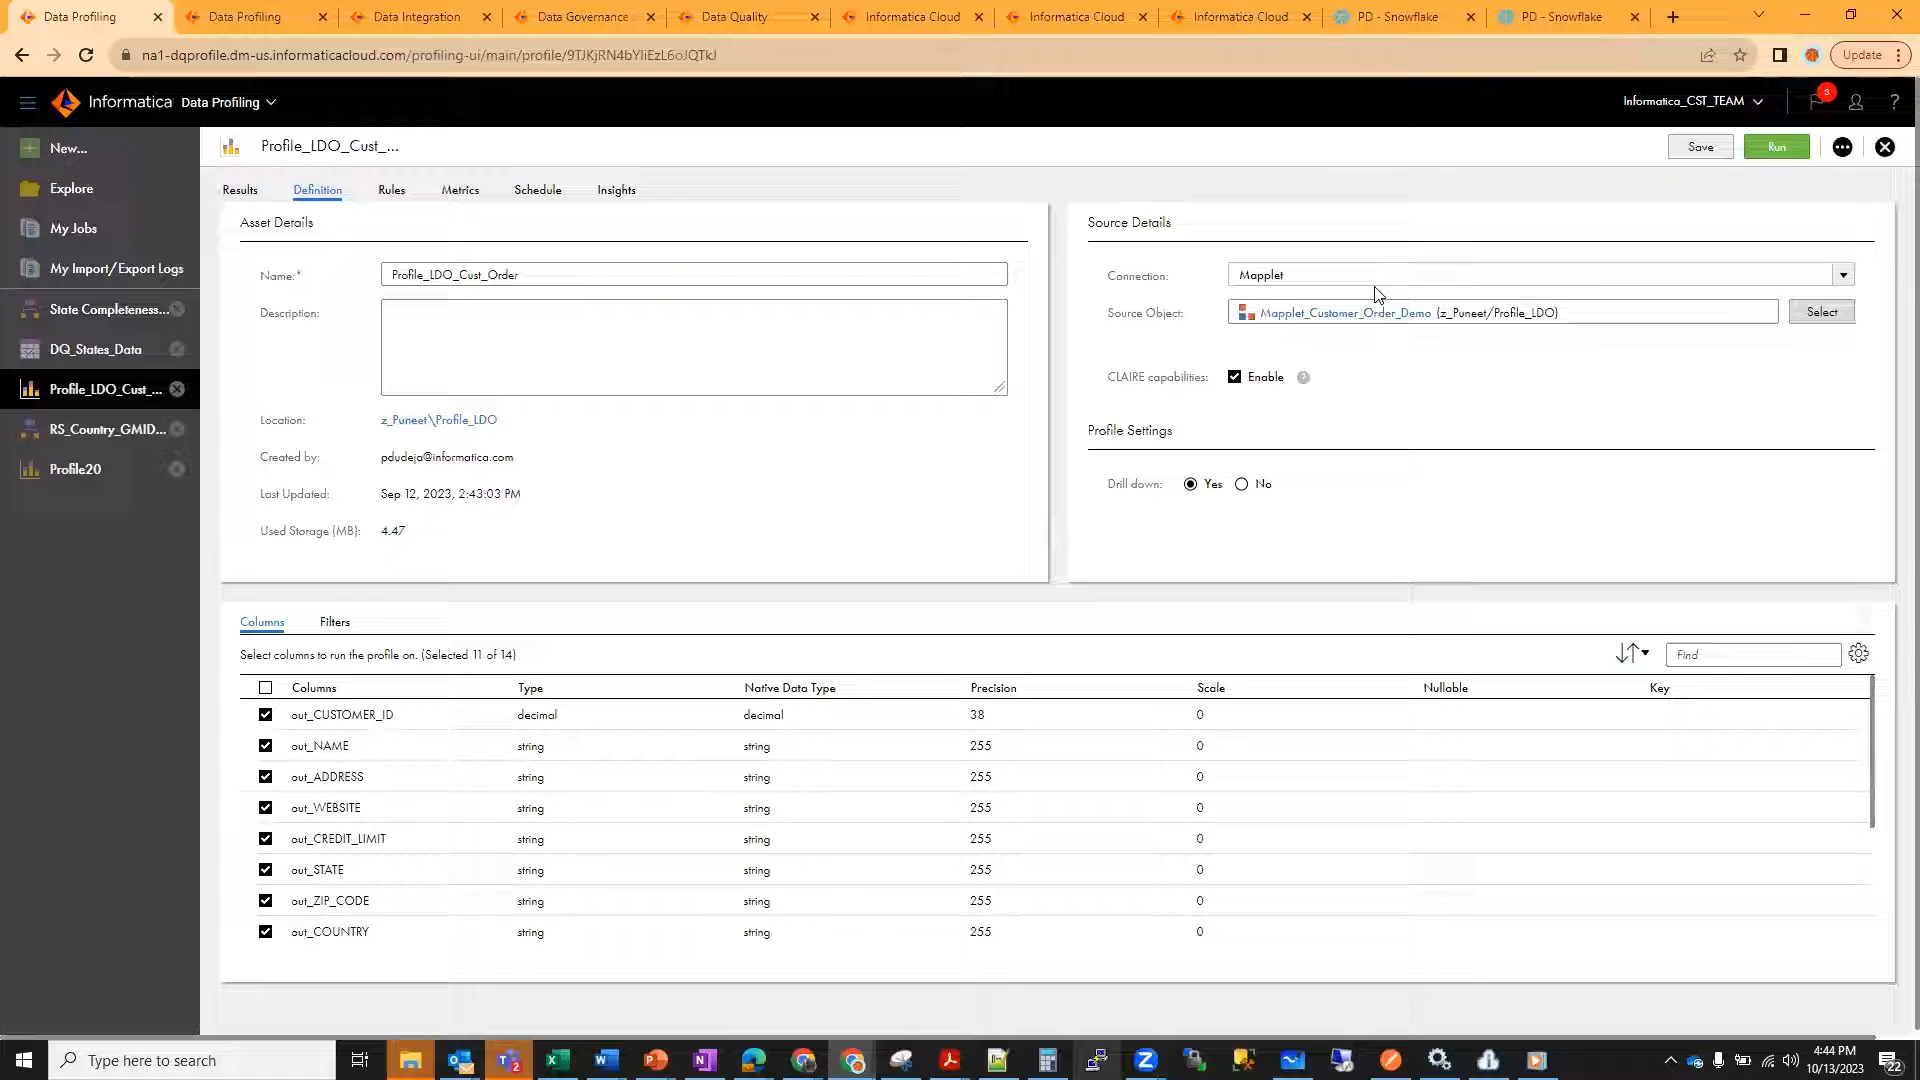 Data Profiling
Data Profiling
Data Integration
Data Governance
Data Quality
Informatica Cloud
Informatica Cloud
Informatica Cloud
PD - Snowflake
PD - Snowflake
na1-dqprofile.dm-us.informaticacloud.com/profiling-ui/main/profile/9TJKjRN4bYliEzL6oJQTkJ
Update
Informatica Data Profiling
Informatica_CST_TEAM
3
?
New...
Explore
My Jobs
My Import/Export Logs
State Completeness...
DQ_States_Data
Profile_LDO_Cust_...
RS_Country_GMID...
Profile20
Profile_LDO_Cust_...
Save
Run
Results
Definition
Rules
Metrics
Schedule
Insights
Asset Details
Name:*
Profile_LDO_Cust_Order
Description:
Location:
z_Puneet\Profile_LDO
Created by:
pdudeja@informatica.com
Last Updated:
Sep 12, 2023, 2:43:03 PM
Used Storage (MB):
4.47
Source Details
Connection:
Mapplet
Source Object:
Mapplet_Customer_Order_Demo (z_Puneet/Profile_LDO)
Select
CLAIRE capabilities:
Enable
?
Profile Settings
Drill down:
Yes
No
Columns
Filters
Select columns to run the profile on. (Selected 11 of 14)
Find
Columns Type Native Data Type Precision Scale Nullable Key
out_CUSTOMER_ID decimal decimal 38 0
out_NAME string string 255 0
out_ADDRESS string string 255 0
out_WEBSITE string string 255 0
out_CREDIT_LIMIT string string 255 0
out_STATE string string 255 0
out_ZIP_CODE string string 255 0
out_COUNTRY string string 255 0
Type here to search
4:44 PM
10/13/2023
22